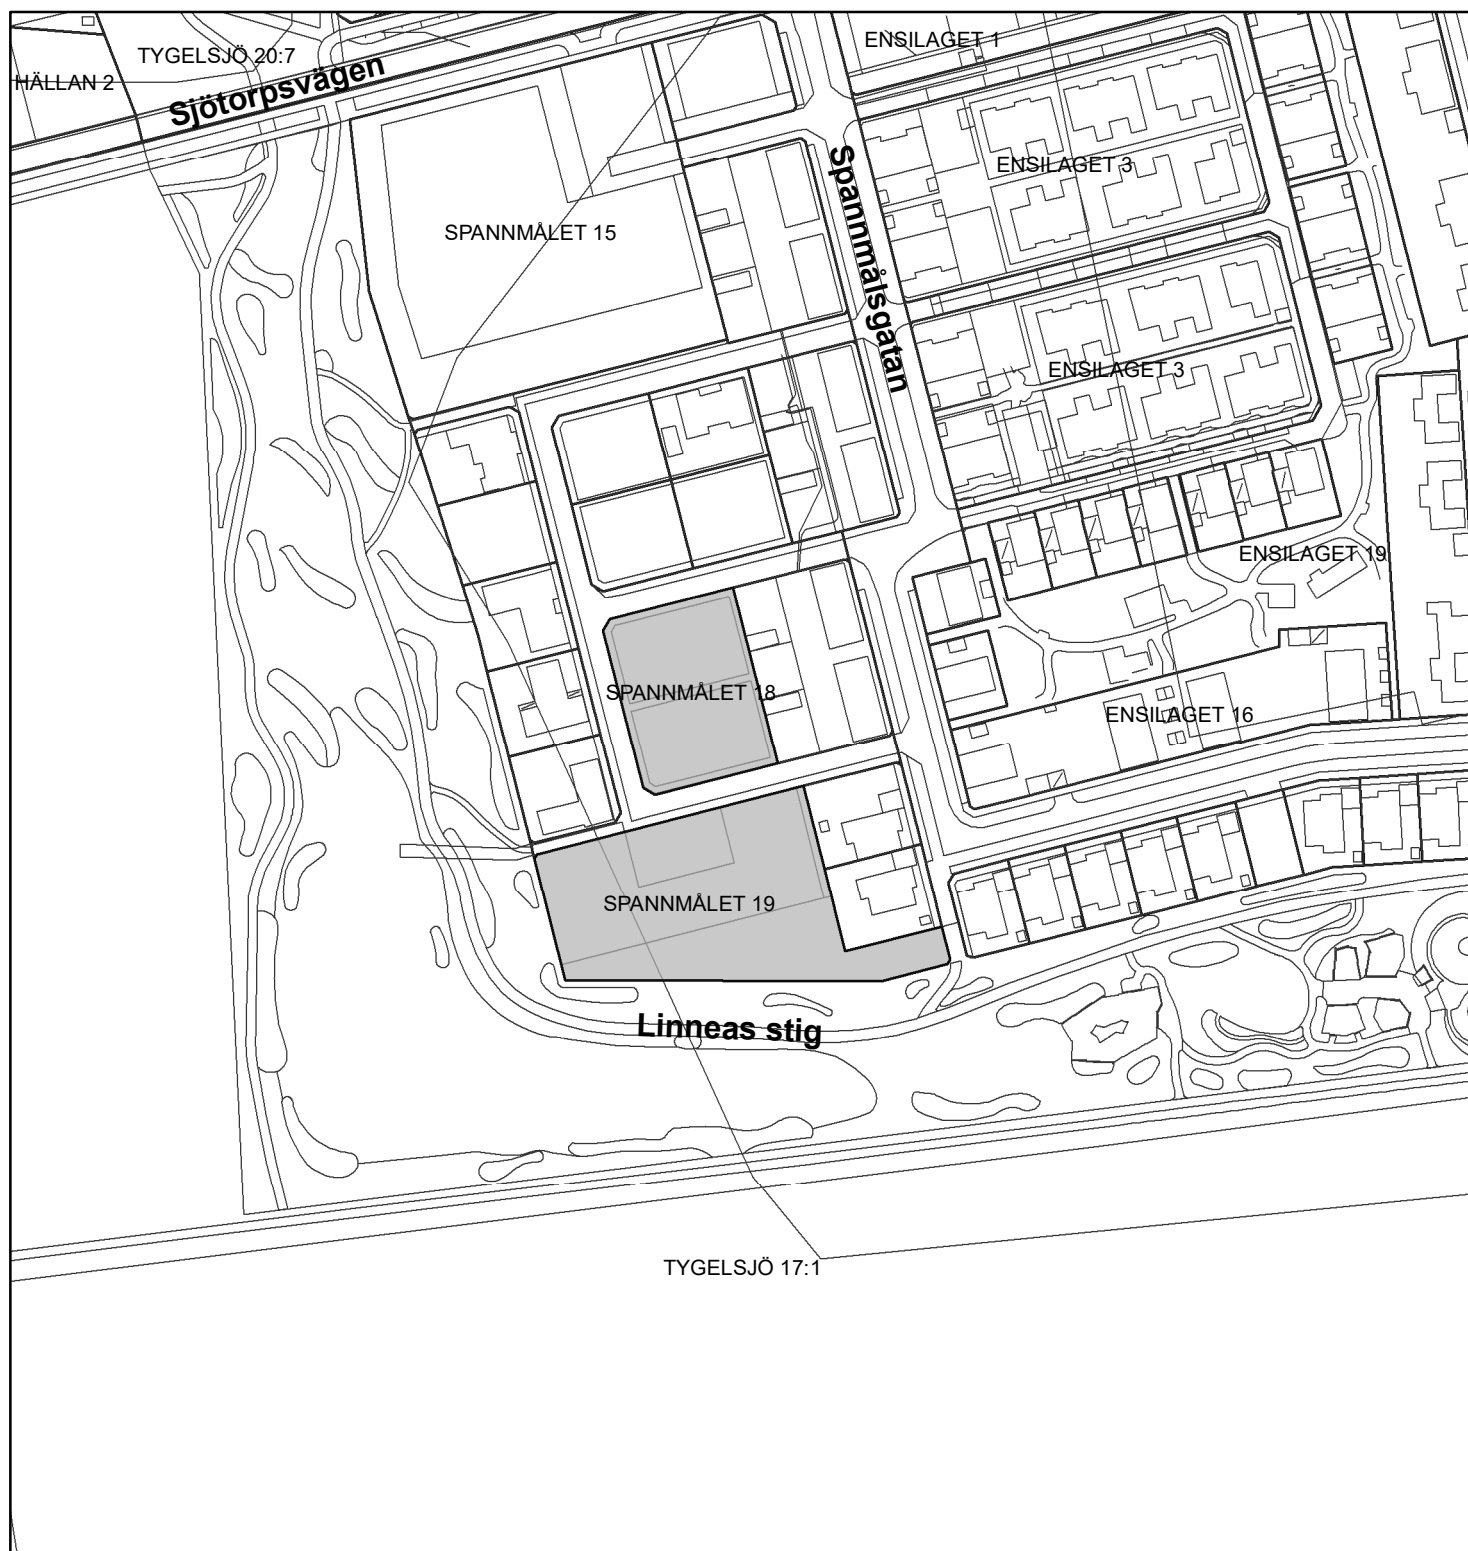 ENSILAGET 1
TYGELSJÖ 20:7
HÄLLAN 2
Sjötorpsvägen
ENSILAGET 3
Spannmålsgatan
SPANNMÅLET 15
ENSILAGET 3
ENSILAGET 19
SPANNMÅLET 18
ENSILAGET 16
SPANNMÅLET 19
Linneas stig
TYGELSJÖ 17:1